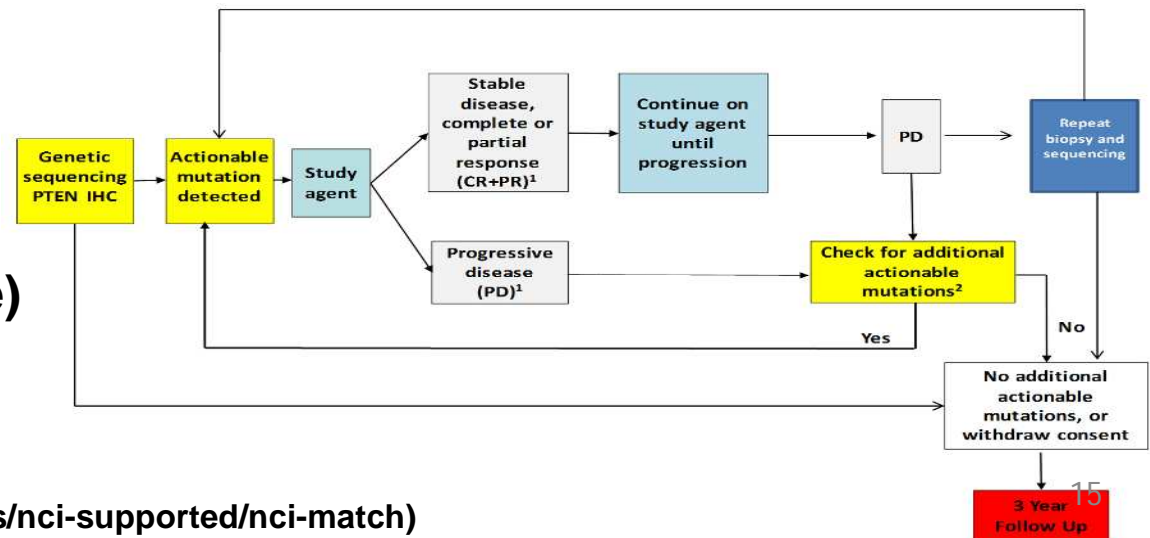 Genetic
sequencing
PTEN IHC
Actionable
mutation
detected
Study
agent
Stable
disease,
complete or
partial
response
(CR+PR)¹
Continue on
study agent
until
progression
PD
Repeat
biopsy and
sequencing
Progressive
disease
(PD)¹
Check for additional
actionable
mutations²
Yes
No
No additional
actionable
mutations, or
withdraw consent
3 Year
Follow Up
e)
s/nci-supported/nci-match)
15